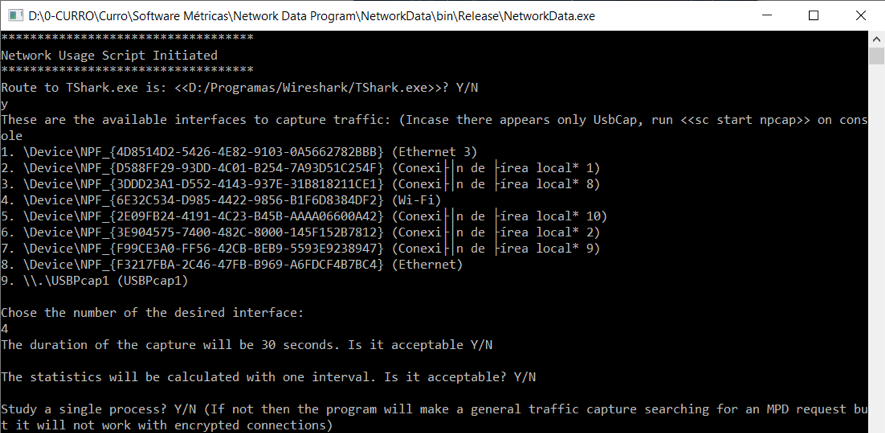 D:\0-CURRO\Curro\Software Métricas\Network Data Program\NetworkData\bin\Release\NetworkData.exe
***********************************
Network Usage Script Initiated
***********************************
Route to TShark.exe is: <<D:/Programas/Wireshark/TShark.exe>>? Y/N
y
These are the available interfaces to capture traffic: (Incase there appears only UsbCap, run <<sc start npcap>> on cons
ole
1. \Device\NPF_{4D8514D2-5426-4E82-9103-0A5662782BBB} (Ethernet 3)
2. \Device\NPF_{D588FF29-93DD-4C01-B254-7A93D51C254F} (Conexi├│n de ├írea local* 1)
3. \Device\NPF_{3DDD23A1-D552-4143-937E-31B818211CE1} (Conexi├│n de ├írea local* 8)
4. \Device\NPF_{6E32C534-D985-4422-9856-B1F6D8384DF2} (Wi-Fi)
5. \Device\NPF_{2E09FB24-4191-4C23-B45B-AAAA06600A42} (Conexi├│n de ├írea local* 10)
6. \Device\NPF_{3E904575-7400-482C-8000-145F152B7812} (Conexi├│n de ├írea local* 2)
7. \Device\NPF_{F99CE3A0-FF56-42CB-BEB9-5593E9238947} (Conexi├│n de ├írea local* 9)
8. \Device\NPF_{F3217FBA-2C46-47FB-B969-A6FDCF4B7BC4} (Ethernet)
9. \\.\USBPcap1 (USBPcap1)
Chose the number of the desired interface:
4
The duration of the capture will be 30 seconds. Is it acceptable Y/N
The statistics will be calculated with one interval. Is it acceptable? Y/N
Study a single process? Y/N (If not then the program will make a general traffic capture searching for an MPD request bu
t it will not work with encrypted connections)